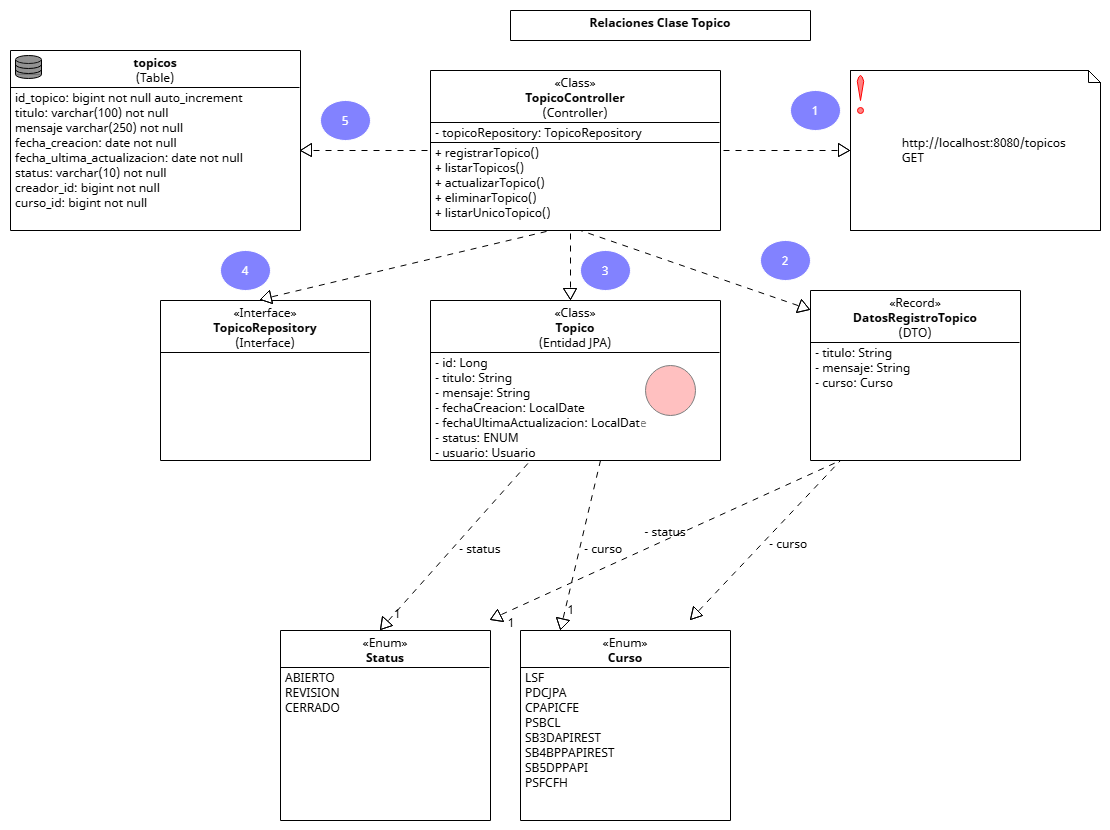 Relaciones Clase Topico
topicos
(Table)
id_topico: bigint not null auto_increment
titulo: varchar(100) not null
mensaje varchar(250) not null
fecha_creacion: date not null
fecha_ultima_actualizacion: date not null
status: varchar(10) not null
creador_id: bigint not null
curso_id: bigint not null
5
«Class»
TopicoController
(Controller)
- topicoRepository: TopicoRepository
+ registrarTopico()
+ listarTopicos()
+ actualizarTopico()
+ eliminarTopico()
+ listarUnicoTopico()
1
http://localhost:8080/topicos
GET
4
3
2
«Interface»
TopicoRepository
(Interface)
«Class»
Topico
(Entidad JPA)
- id: Long
- titulo: String
- mensaje: String
- fechaCreacion: LocalDate
- fechaUltimaActualizacion: LocalDate
- status: ENUM
- usuario: Usuario
«Record»
DatosRegistroTopico
(DTO)
- titulo: String
- mensaje: String
- curso: Curso
- status
- curso
- status
- curso
1
1
1
«Enum»
Status
ABIERTO
REVISION
CERRADO
«Enum»
Curso
LSF
PDCJPA
CPAPICFE
PSBCL
SB3DAPIREST
SB4BPPAPIREST
SB5DPPAPI
PSFCFH